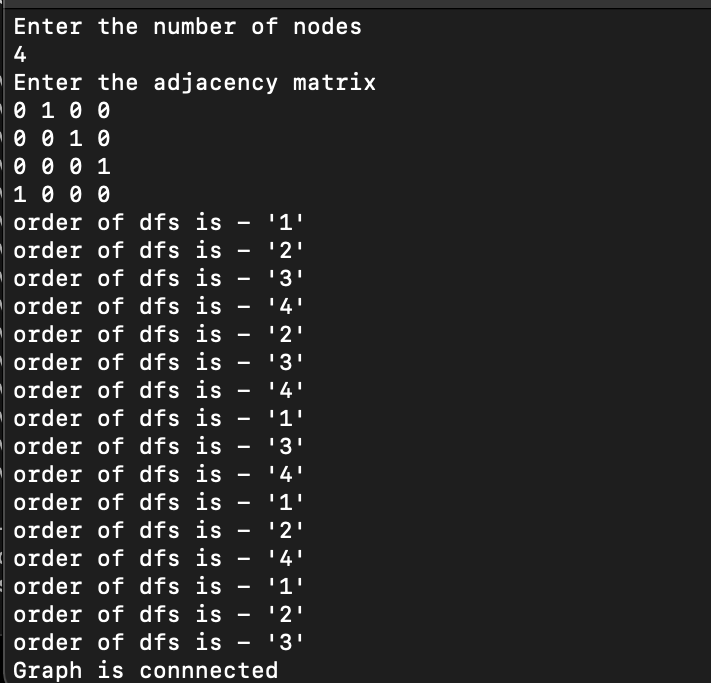 Enter the number of nodes
4
Enter the adjacency matrix
0 1 0 0
0 0 1 0
0 0 0 1
1 0 0 0
order of dfs is - '1'
order of dfs is - '2'
order of dfs is - '3'
order of dfs is - '4'
order of dfs is - '2'
order of dfs is - '3'
order of dfs is - '4'
order of dfs is - '1'
order of dfs is - '3'
order of dfs is - '4'
order of dfs is - '1'
order of dfs is - '2'
order of dfs is - '4'
order of dfs is - '1'
order of dfs is - '2'
order of dfs is - '3'
Graph is connnected